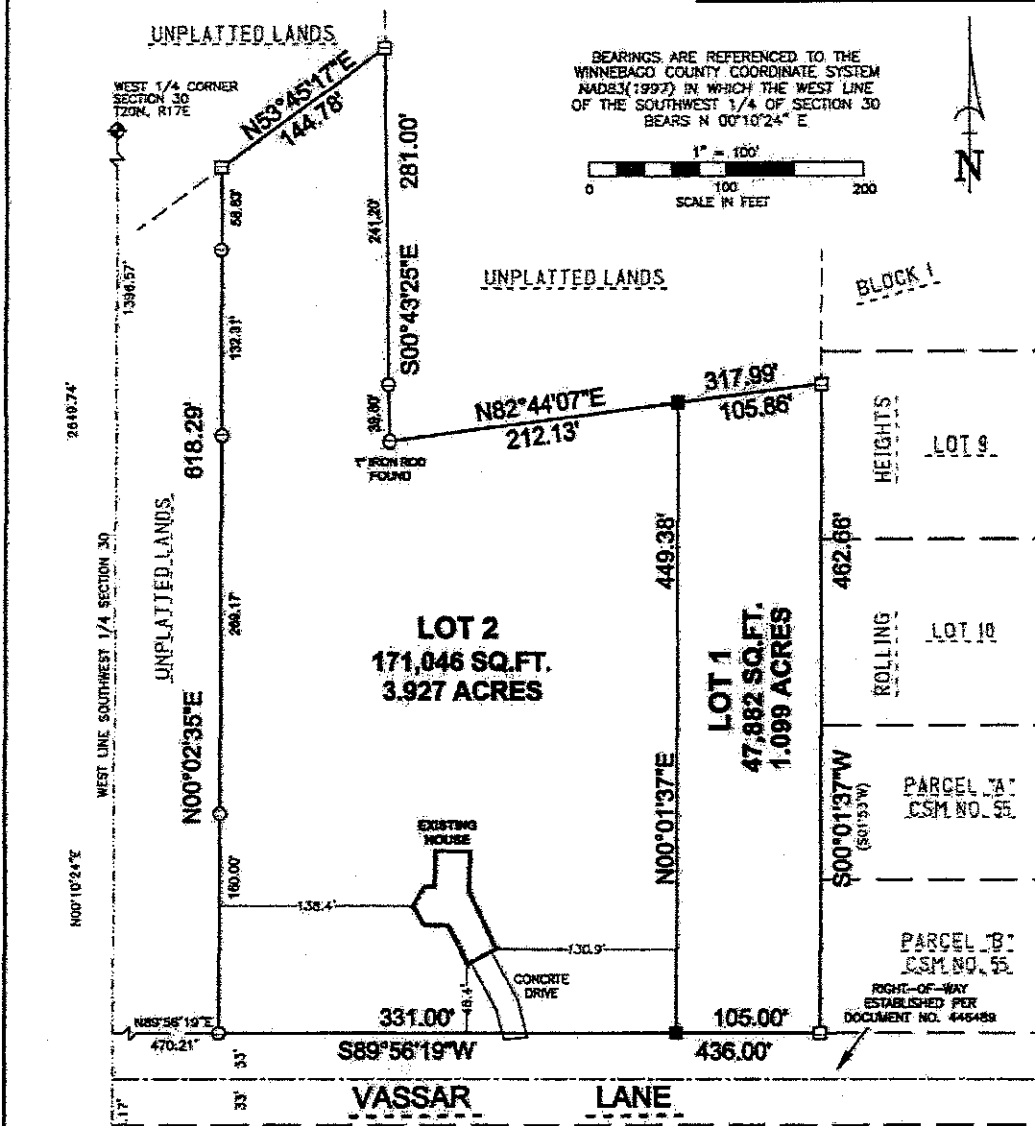 UNPLATTED LANDS
WEST 1/4 CORNER
SECTION 30
T20N, R17E
N53°45'17"E
144.78'
BEARINGS ARE REFERENCED TO THE
WINNEBAGO COUNTY COORDINATE SYSTEM
NAD83(1997) IN WHICH THE WEST LINE
OF THE SOUTHWEST 1/4 OF SECTION 30
BEARS N 00°10'24" E
1" = 100'
0 100 200
SCALE IN FEET
N
281.00'
241.20'
S00°43'25"E
58.83'
1396.57'
132.31'
UNPLATTED LANDS
BLOCK 1
2649.74'
618.29'
39.80'
1" IRON ROD
FOUND
N82°44'07"E
212.13'
317.99'
105.86'
HEIGHTS
LOT 9
UNPLATTED LANDS
WEST LINE SOUTHWEST 1/4 SECTION 30
269.17'
449.38'
462.66'
LOT 2
171,046 SQ.FT.
3.927 ACRES
LOT 1
47,882 SQ.FT.
1.099 ACRES
ROLLING
LOT 10
N00°02'35"E
N00°01'37"E
S00°01'37"W
PARCEL "A"
CSM NO. 55
EXISTING
HOUSE
N00°10'24"E
160.00'
138.4'
130.9'
48.4'
CONCRETE
DRIVE
PARCEL "B"
CSM NO. 55
RIGHT-OF-WAY
ESTABLISHED PER
DOCUMENT NO. 446489
N89°56'19"E
470.21'
331.00'
S89°56'19"W
105.00'
436.00'
33'
33'
VASSAR LANE